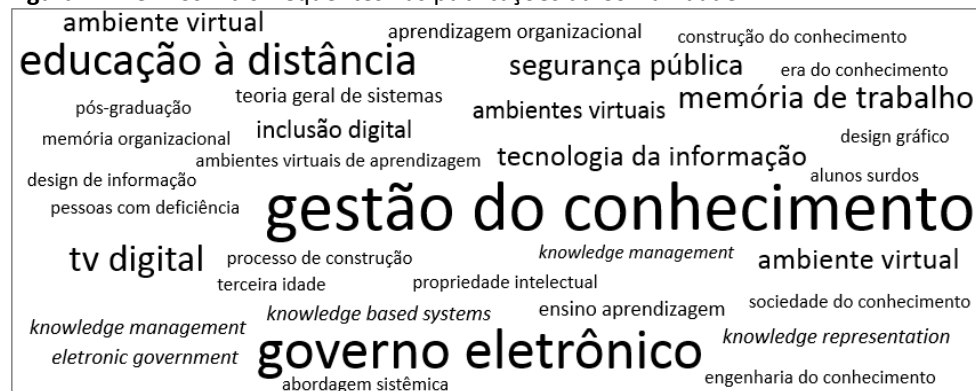 ambiente virtual
aprendizagem organizacional
construção do conhecimento
educação à distância
segurança pública
era do conhecimento
pós-graduação
teoria geral de sistemas
ambientes virtuais
memória de trabalho
memória organizacional
inclusão digital
design gráfico
ambientes virtuais de aprendizagem
tecnologia da informação
design de informação
alunos surdos
pessoas com deficiência
gestão do conhecimento
tv digital
processo de construção
knowledge management
ambiente virtual
terceira idade
propriedade intelectual
knowledge management
knowledge based systems
ensino aprendizagem
sociedade do conhecimento
eletronic government
governo eletrônico
knowledge representation
abordagem sistêmica
engenharia do conhecimento